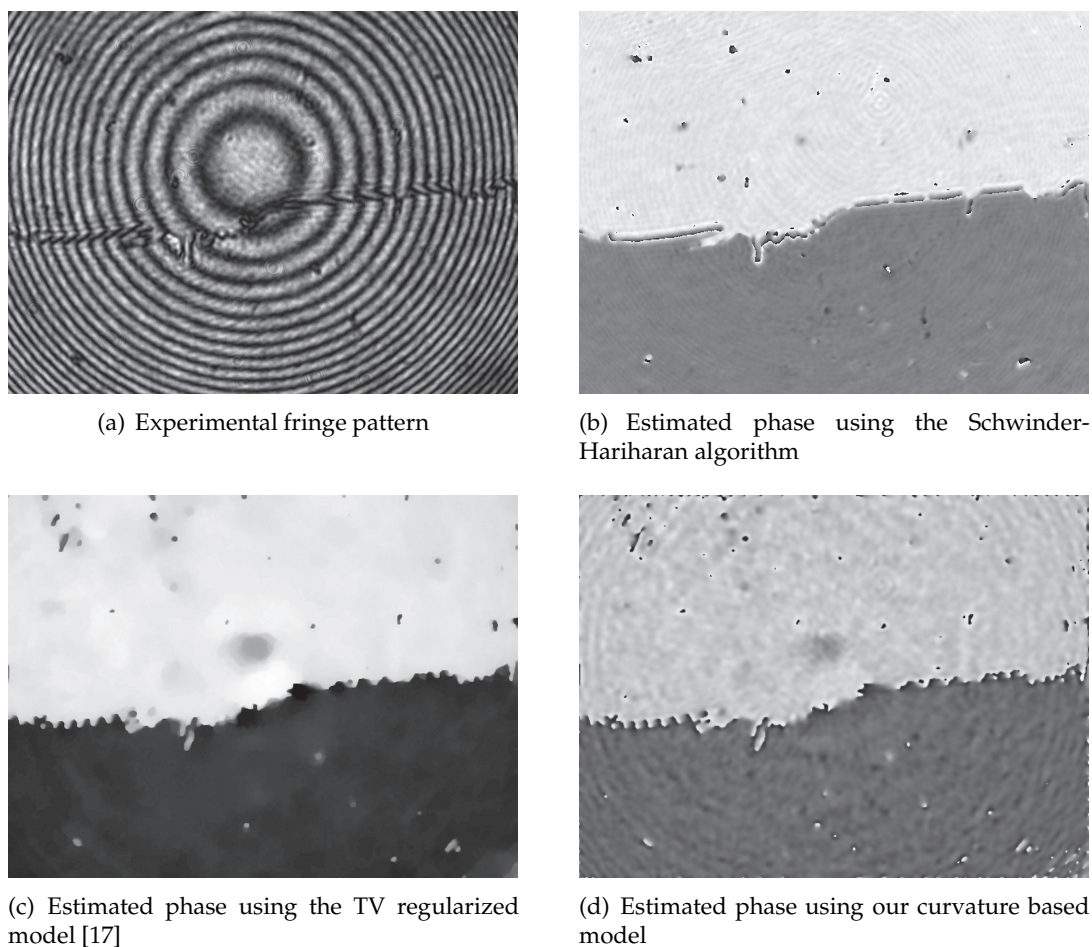 (a) Experimental fringe pattern
(b) Estimated phase using the Schwinder-
Hariharan algorithm
(c) Estimated phase using the TV regularized
model [17]
(d) Estimated phase using our curvature based
model